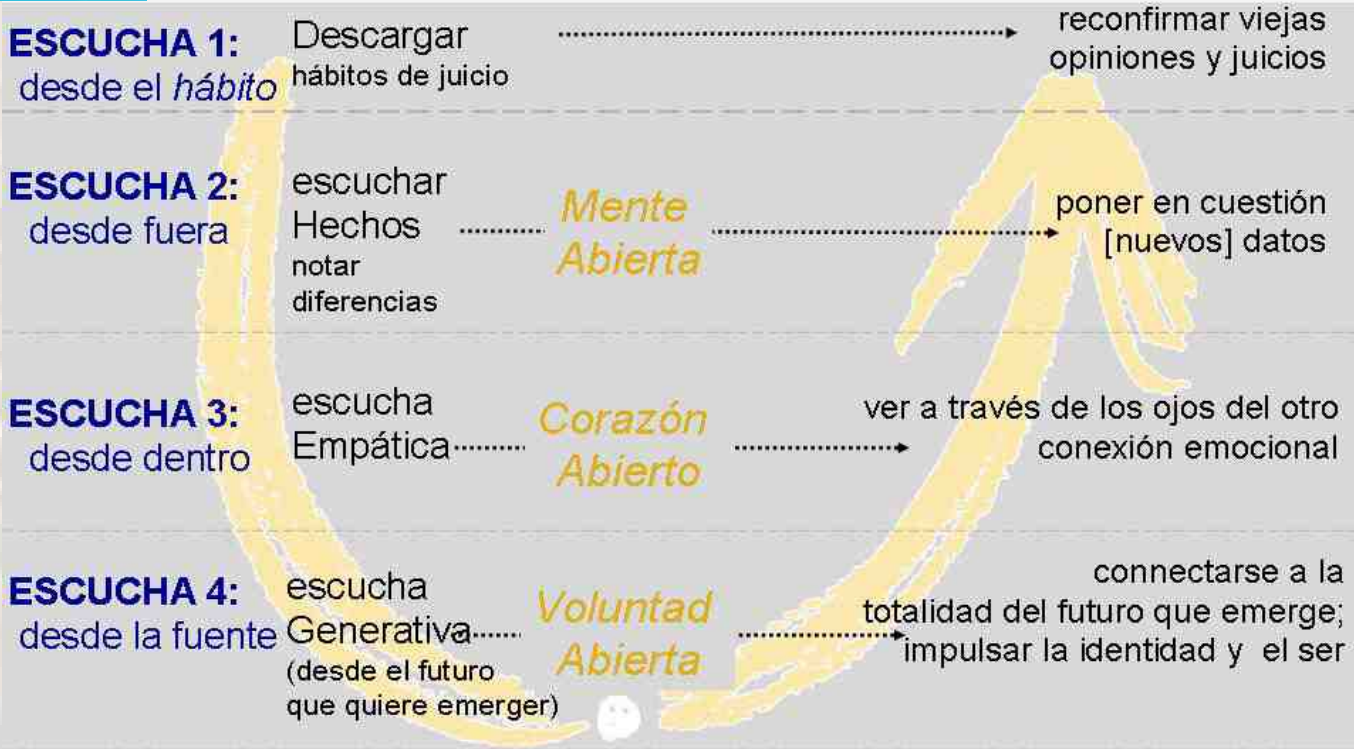 ESCUCHA 1:
desde el hábito
Descargar
hábitos de juicio
reconfirmar viejas
opiniones y juicios
ESCUCHA 2:
desde fuera
escuchar
Hechos
notar
diferencias
Mente
Abierta
poner en cuestión
[nuevos] datos
ESCUCHA 3:
desde dentro
escucha
Empática
Corazón
Abierto
ver a través de los ojos del otro
conexión emocional
ESCUCHA 4:
desde la fuente
escucha
Generativa
(desde el futuro
que quiere emerger)
Voluntad
Abierta
connectarse a la
totalidad del futuro que emerge;
impulsar la identidad y el ser